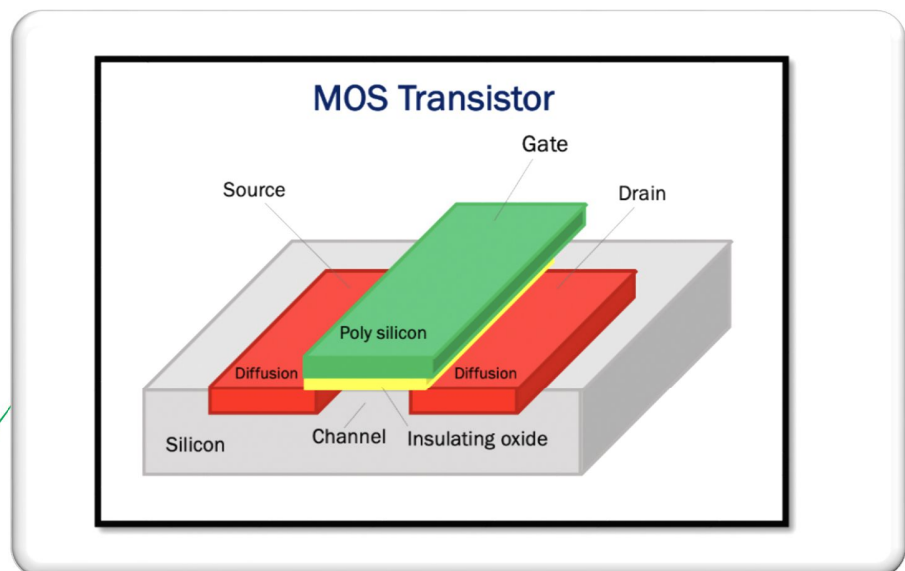 MOS Transistor
Gate
Source
Drain
Poly silicon
Diffusion
Diffusion
Channel
Insulating oxide
Silicon